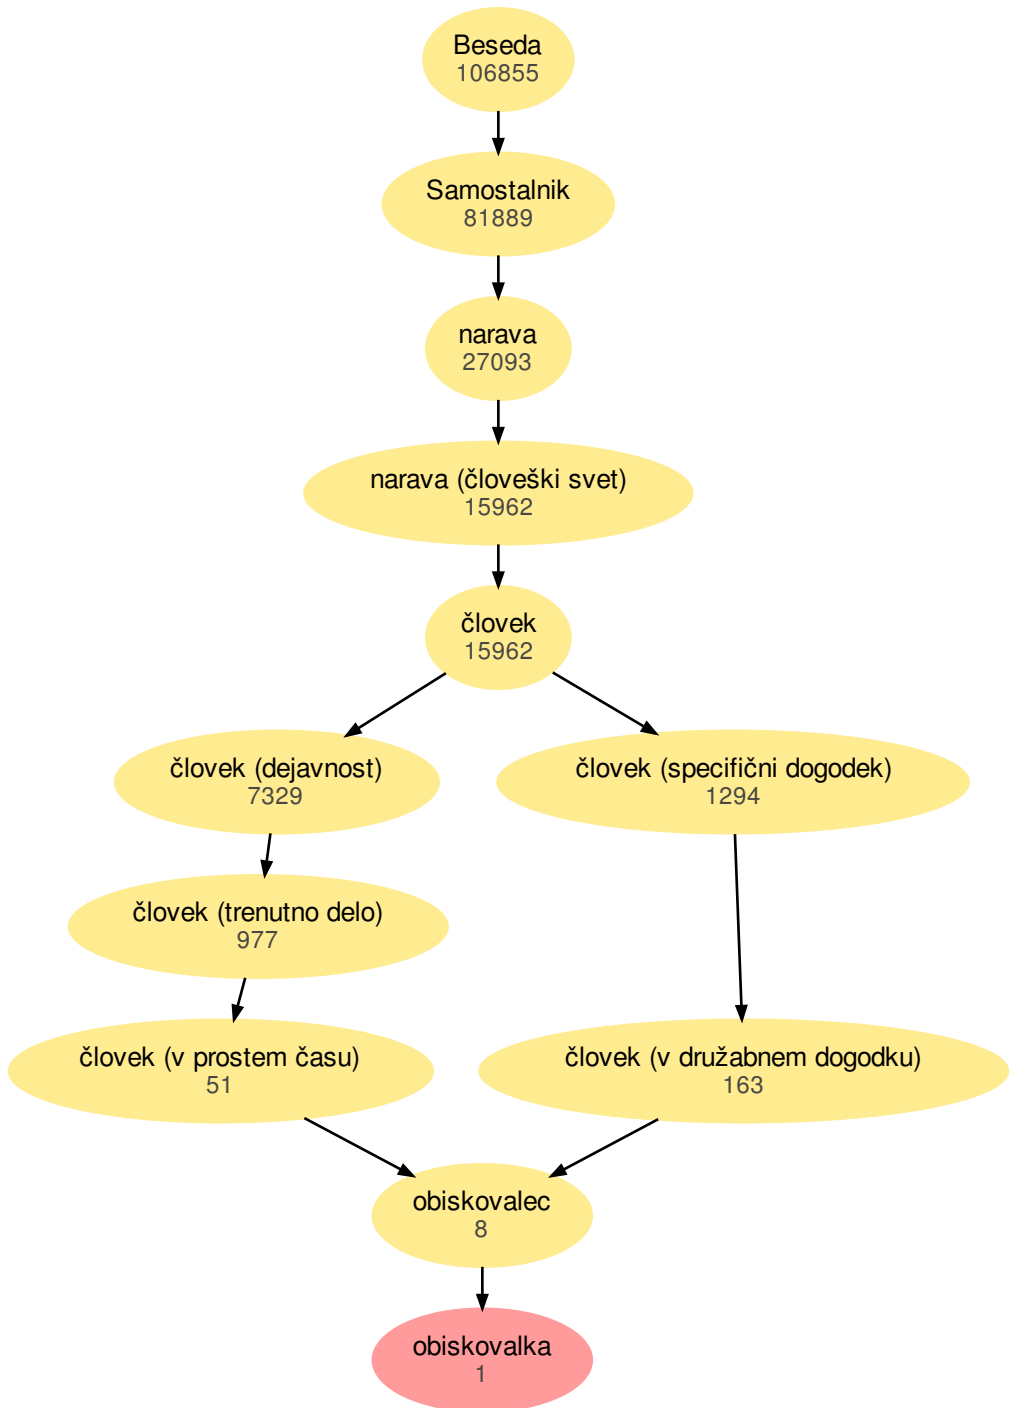 Beseda
106855
Samostalnik
81889
narava
27093
narava (človeški svet)
15962
človek
15962
človek (dejavnost)
7329
človek (specifični dogodek)
1294
človek (trenutno delo)
977
človek (v prostem času)
51
človek (v družabnem dogodku)
163
obiskovalec
8
obiskovalka
1